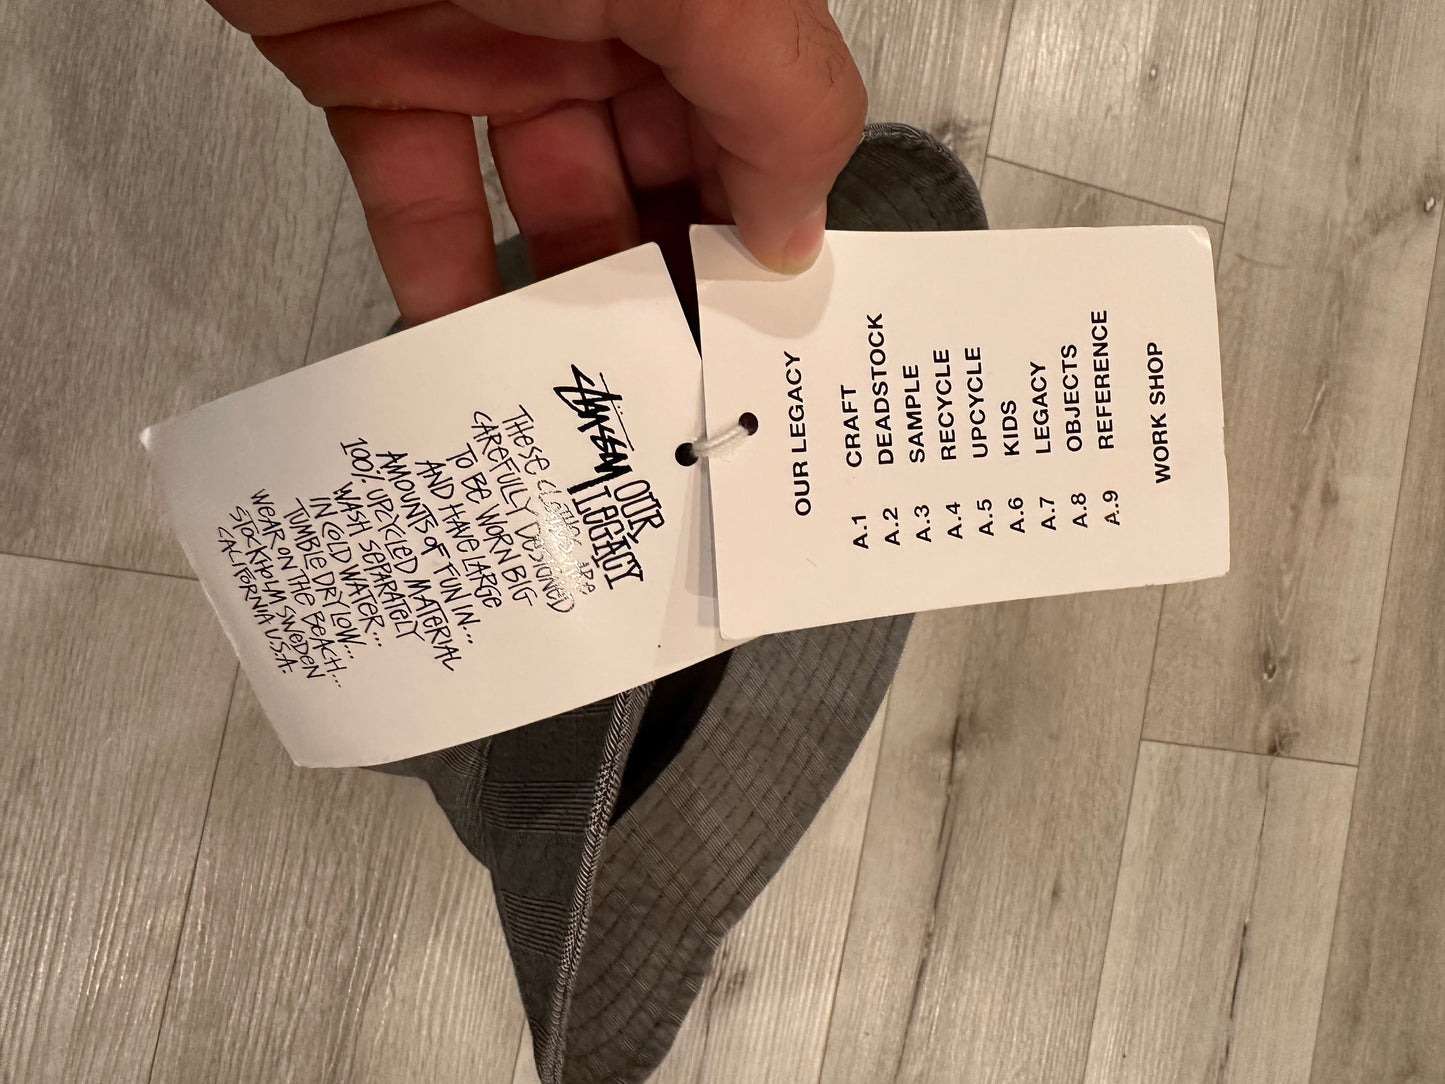 STÜSSY
OUR
LEGACY
THESE CLOTHES ARE
CAREFULLY DESIGNED
TO BE WORN BIG
AND HAVE LARGE
AMOUNTS OF FUN IN...
100% UPCYCLED MATERIAL
WASH SEPARATELY
IN COLD WATER...
TUMBLE DRY LOW...
WEAR ON THE BEACH...
STOCKHOLM SWEDEN
CALIFORNIA U.S.A.
OUR LEGACY
A.1 CRAFT
A.2 DEADSTOCK
A.3 SAMPLE
A.4 RECYCLE
A.5 UPCYCLE
A.6 KIDS
A.7 LEGACY
A.8 OBJECTS
A.9 REFERENCE
WORK SHOP